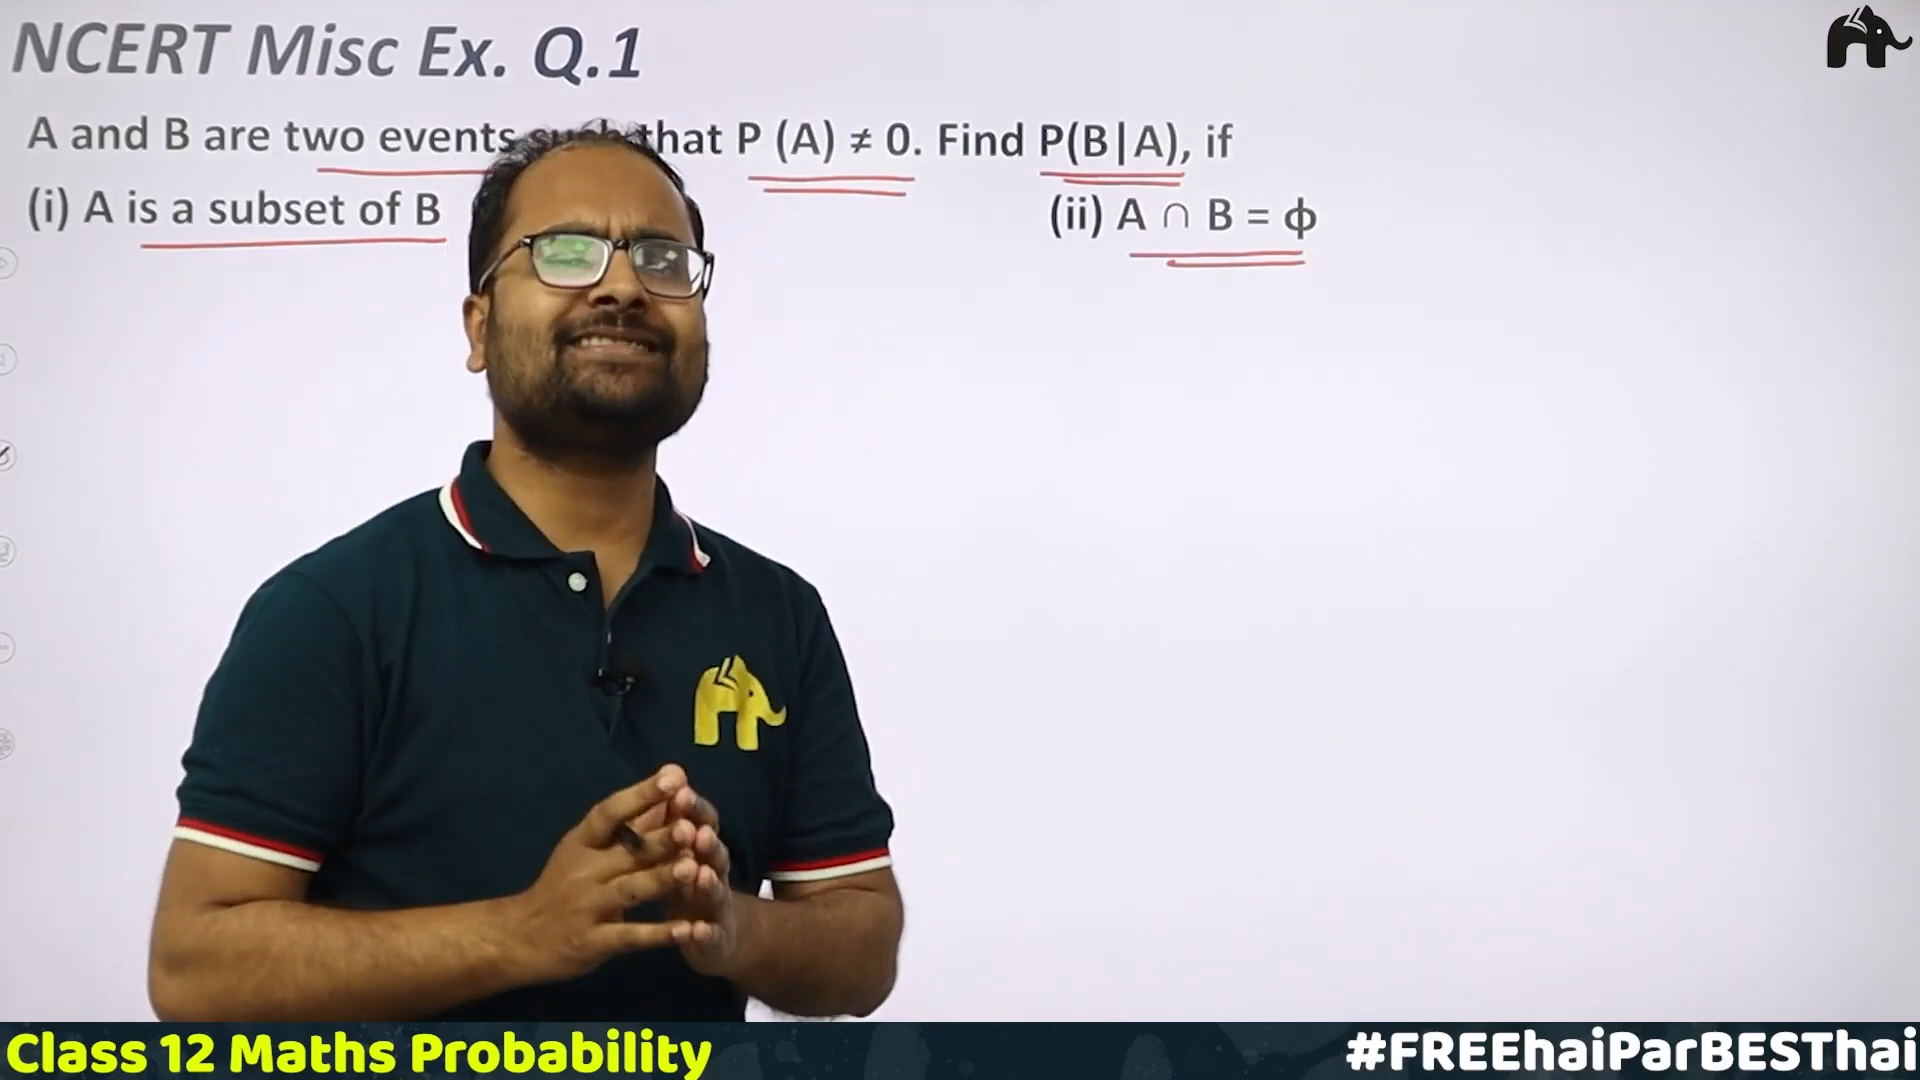 NCERT Misc Ex. Q.1
A and B are two events such that P (A) ≠ 0. Find P(B|A), if
(i) A is a subset of B (ii) A ∩ B = ϕ
Class 12 Maths Probability #FREEhaiParBESThai